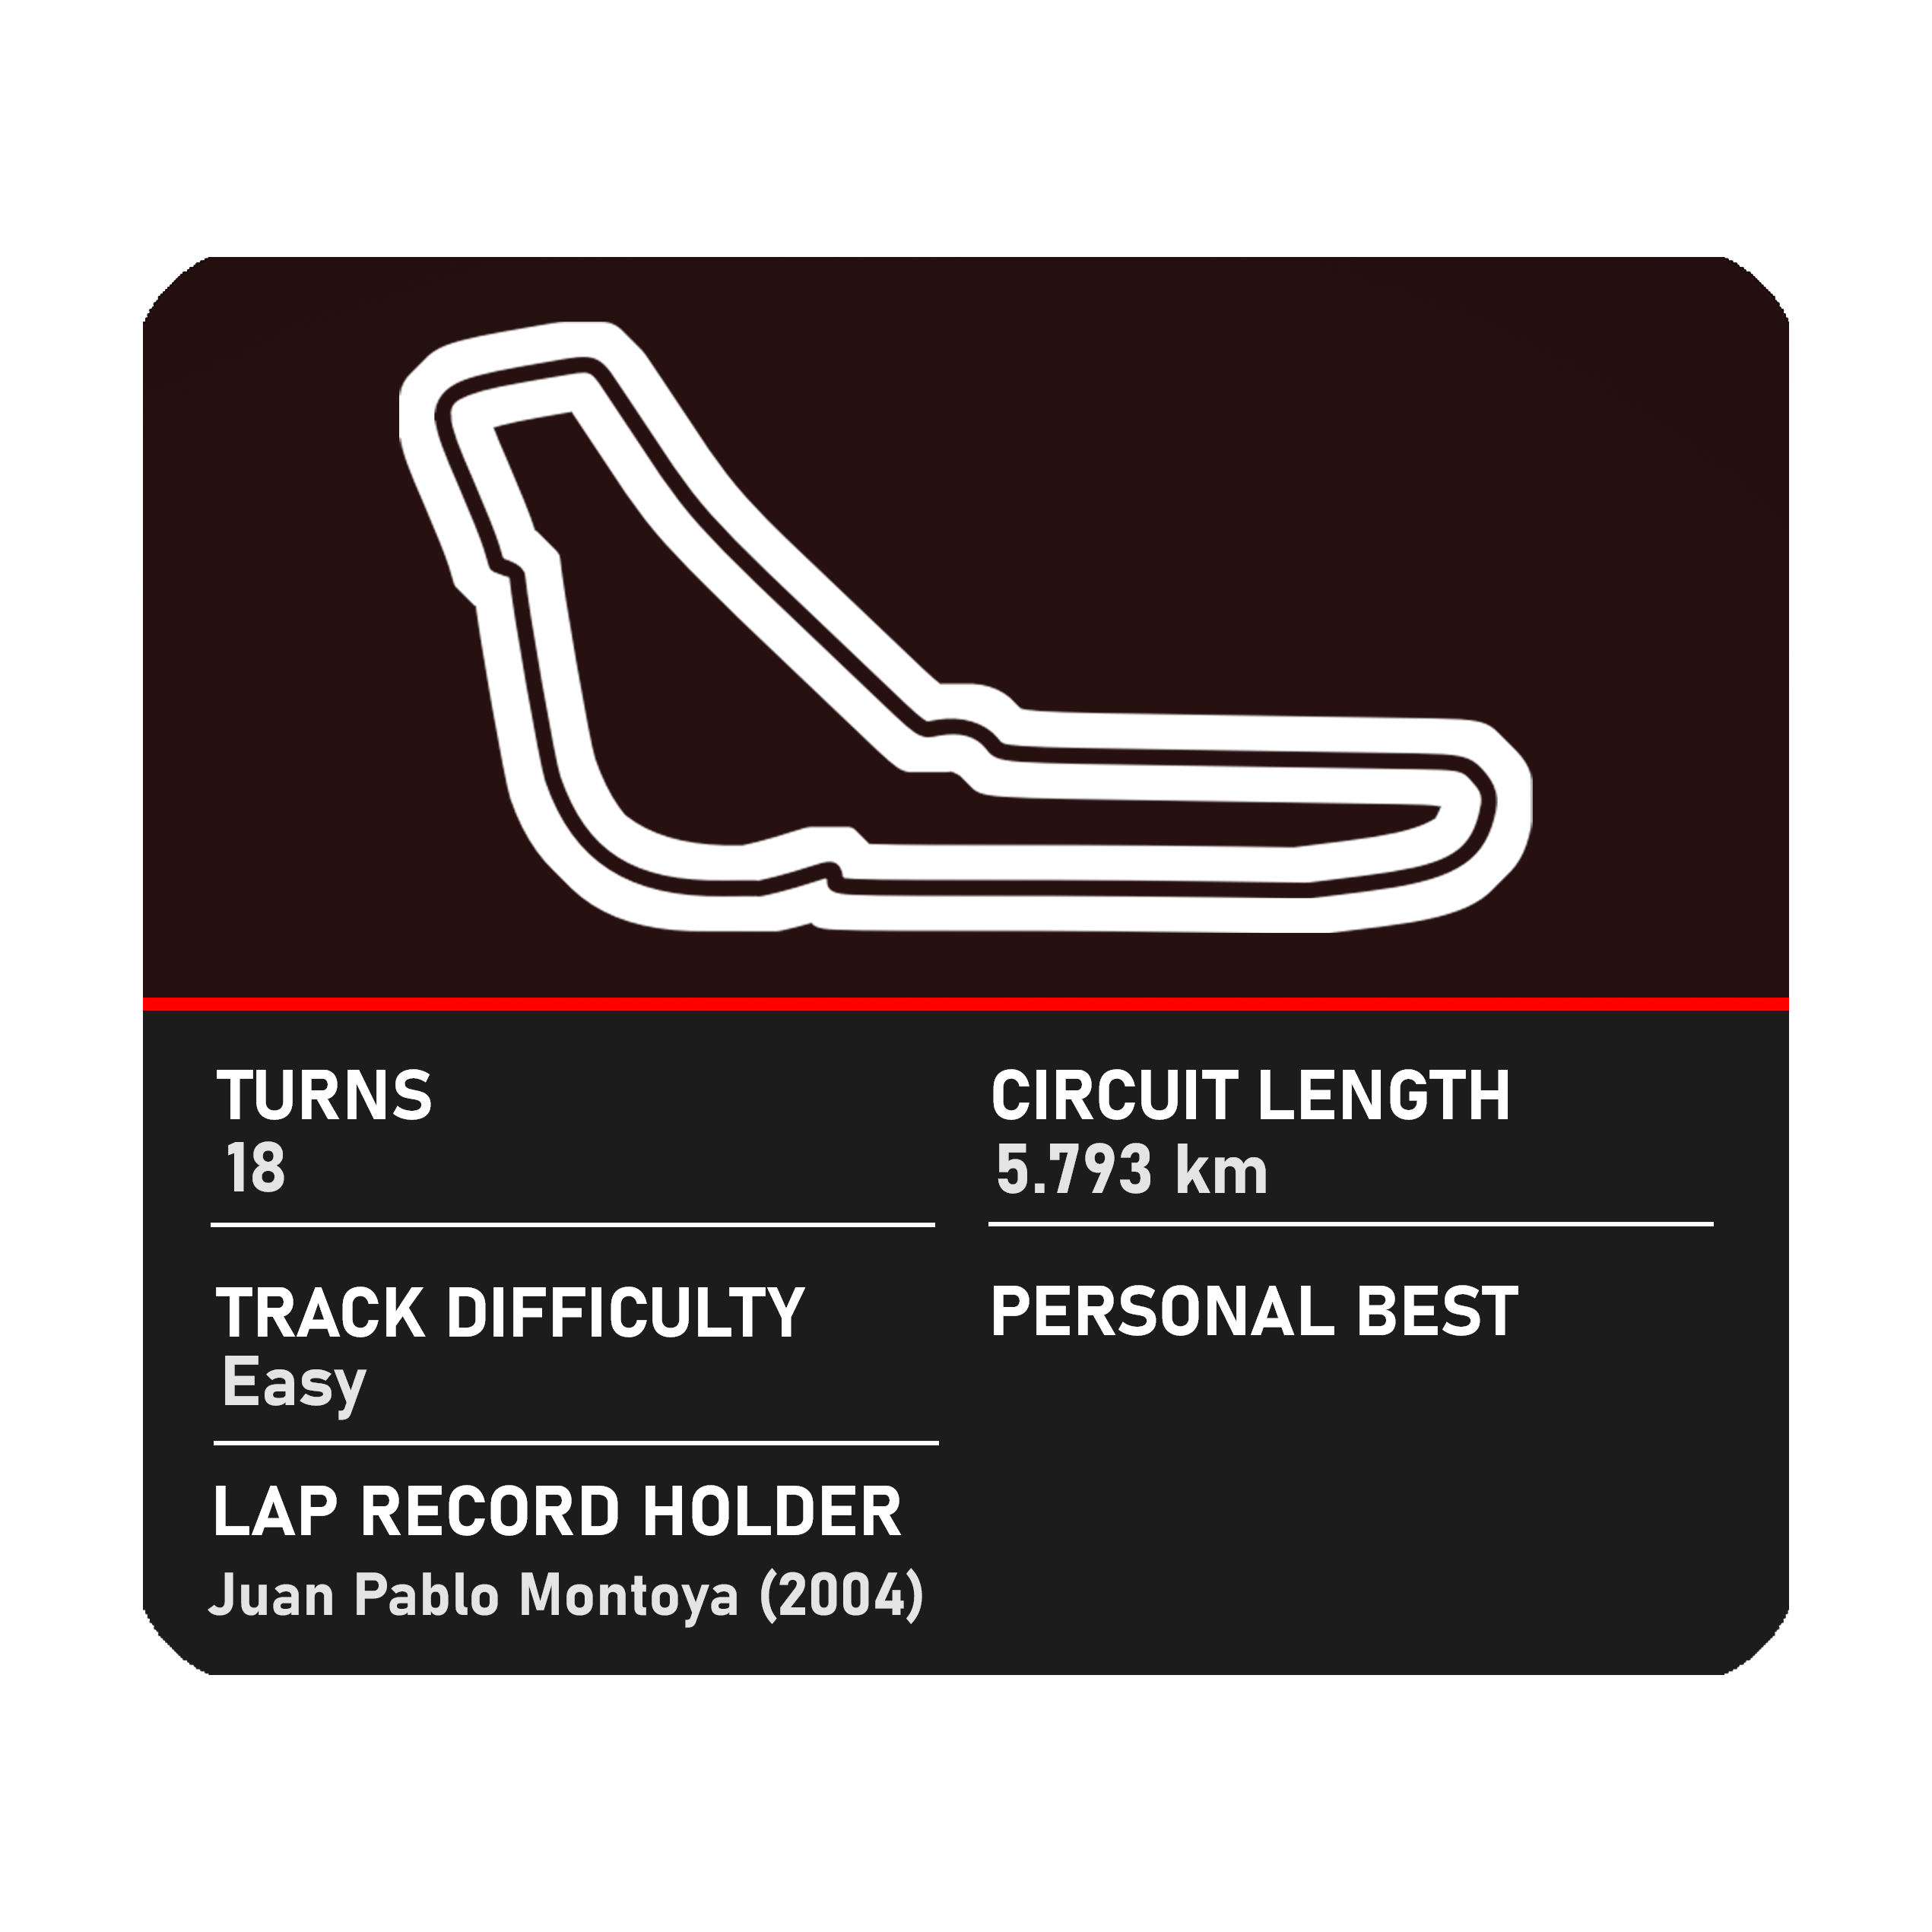 TURNS
18
CIRCUIT LENGTH
5.793 km
TRACK DIFFICULTY
Easy
PERSONAL BEST
LAP RECORD HOLDER
Juan Pablo Montoya (2004)